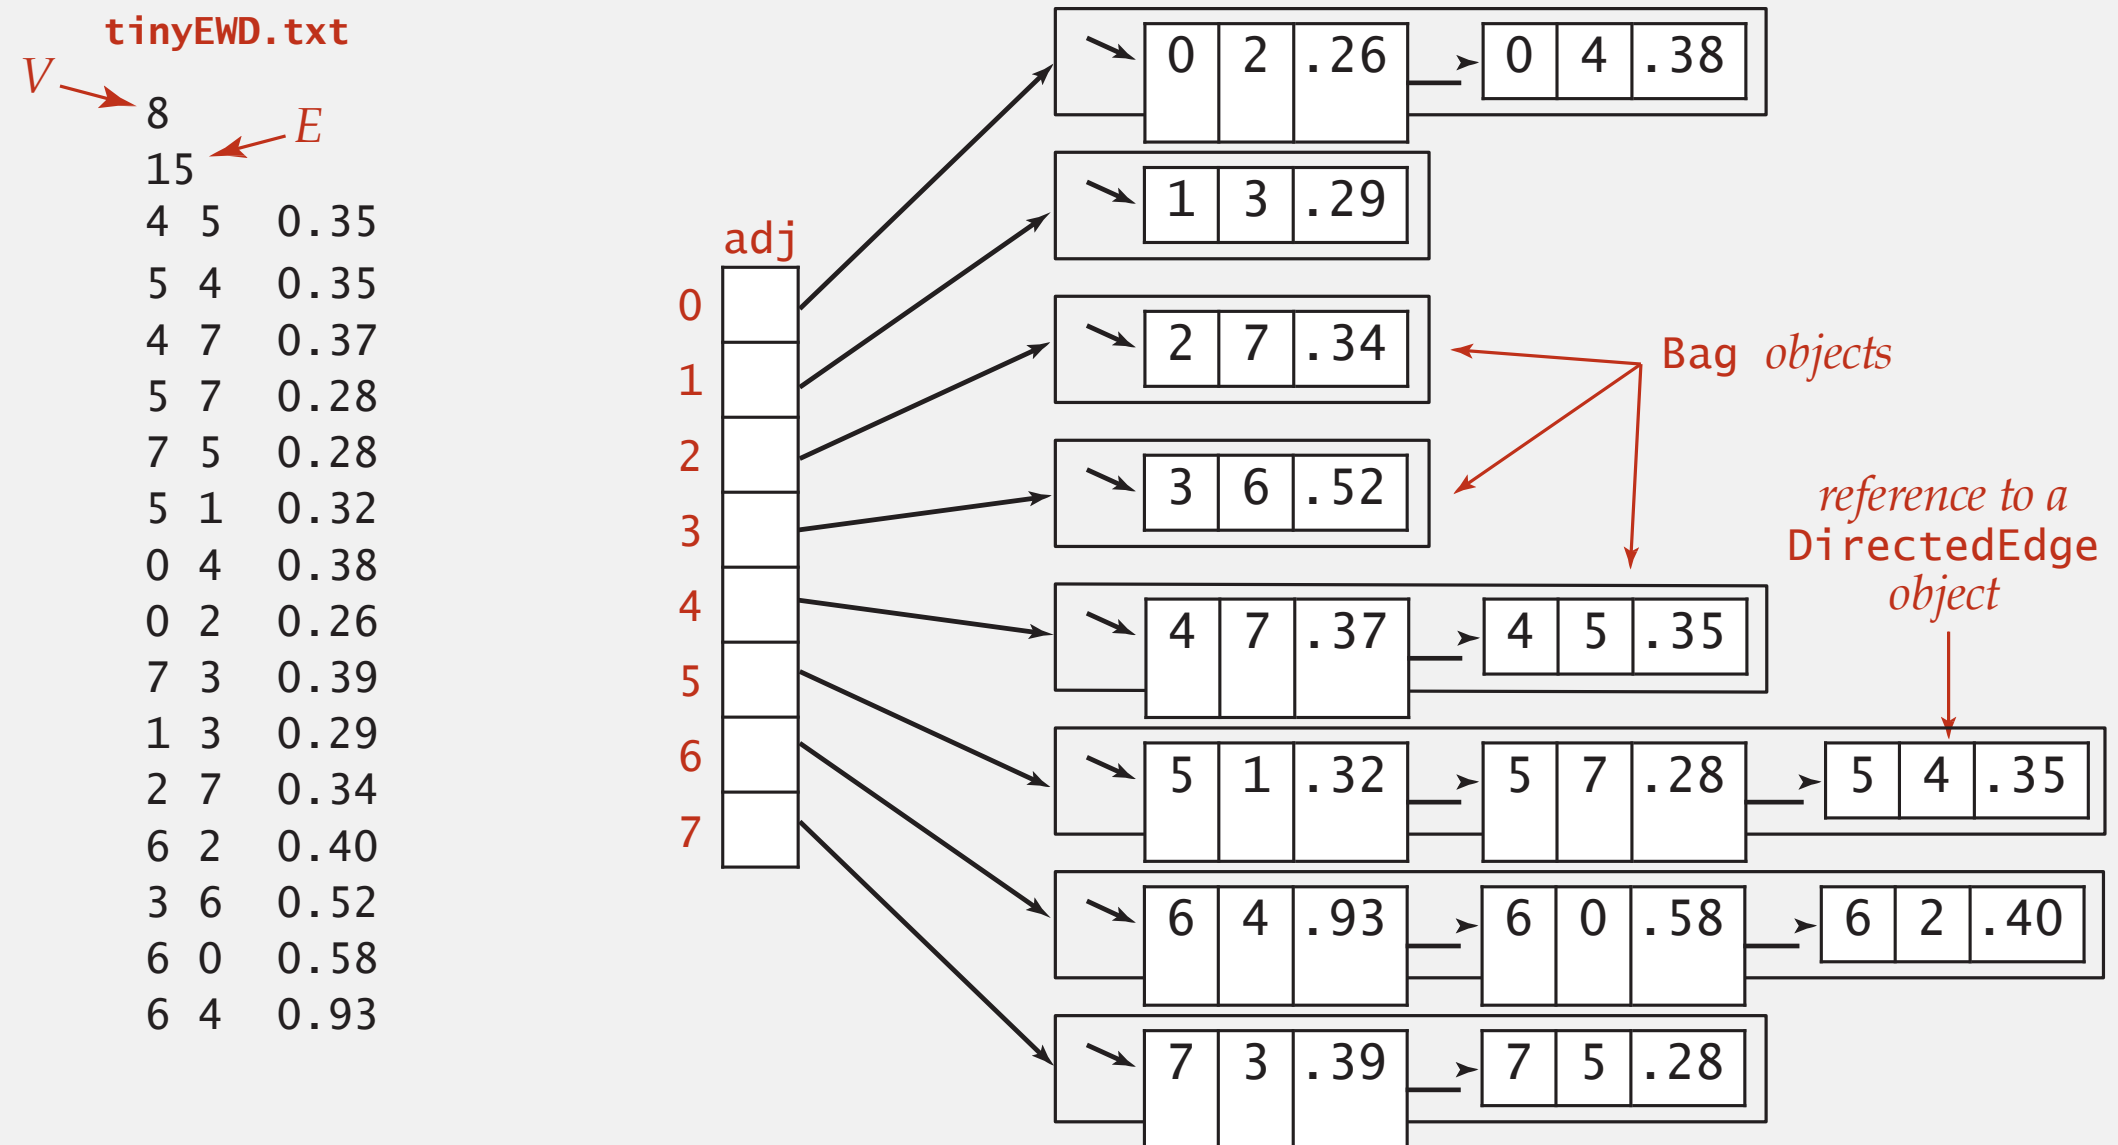 tinyEWD.txt
V
8
E
15
4 5 0.35
5 4 0.35
4 7 0.37
5 7 0.28
7 5 0.28
5 1 0.32
0 4 0.38
0 2 0.26
7 3 0.39
1 3 0.29
2 7 0.34
6 2 0.40
3 6 0.52
6 0 0.58
6 4 0.93
adj
0
1
2
3
4
5
6
7
0 2 .26 0 4 .38
1 3 .29
2 7 .34
3 6 .52
4 7 .37 4 5 .35
5 1 .32 5 7 .28 5 4 .35
6 4 .93 6 0 .58 6 2 .40
7 3 .39 7 5 .28
Bag objects
reference to a
DirectedEdge
object